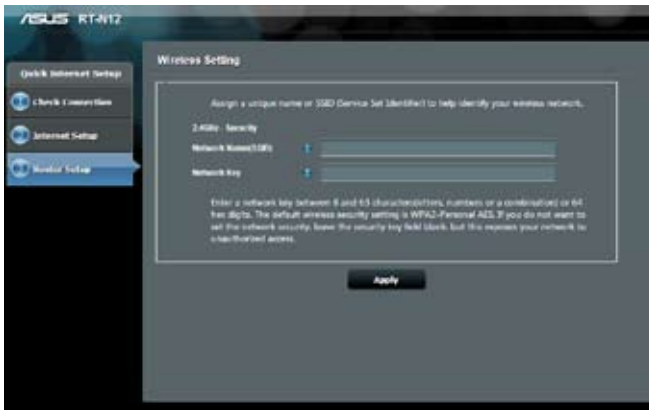 ASUS RT-N12
Quick Internet Setup
Check Connection
Internet Setup
Router Setup
Wireless Setting
Assign a unique name or SSID (Service Set Identifier) to help identify your wireless network.
2.4GHz - Security
Network Name(SSID)
Network Key
Enter a network key between 8 and 63 characters(letters, numbers or a combination) or 64
hex digits. The default wireless security setting is WPA2-Personal AES. If you do not want to
set the network security, leave the security key field blank, but this exposes your network to
unauthorized access.
Apply